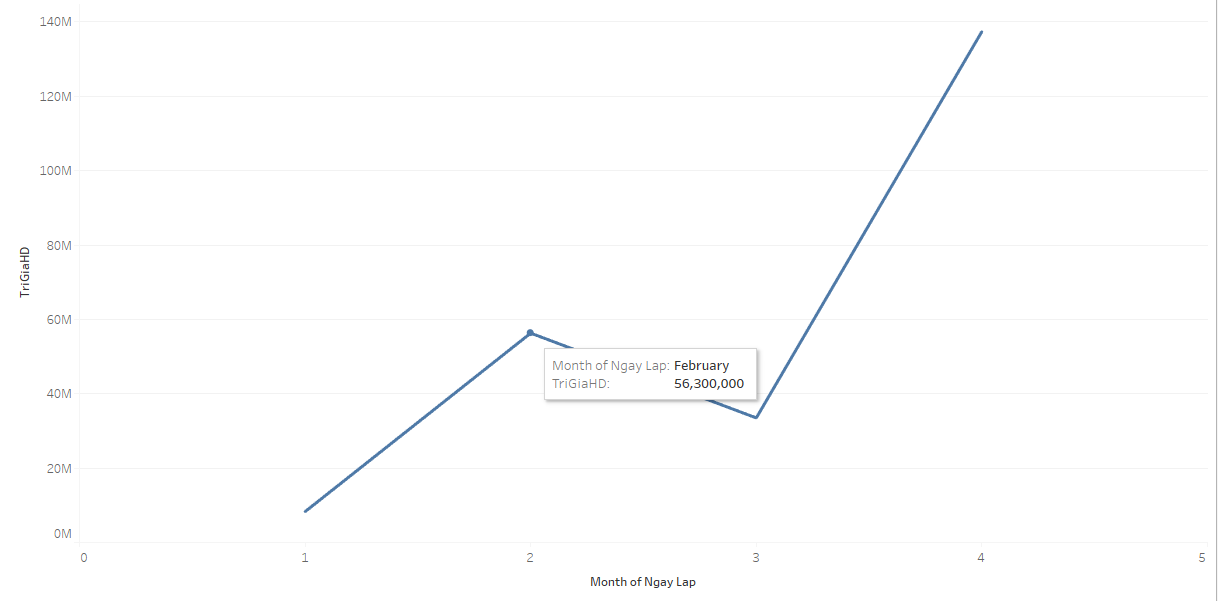 140M
120M
100M
80M
60M
40M
20M
0M
TriGiaHD
Month of Ngay Lap: February
TriGiaHD: 56,300,000
0 1 2 3 4 5
Month of Ngay Lap